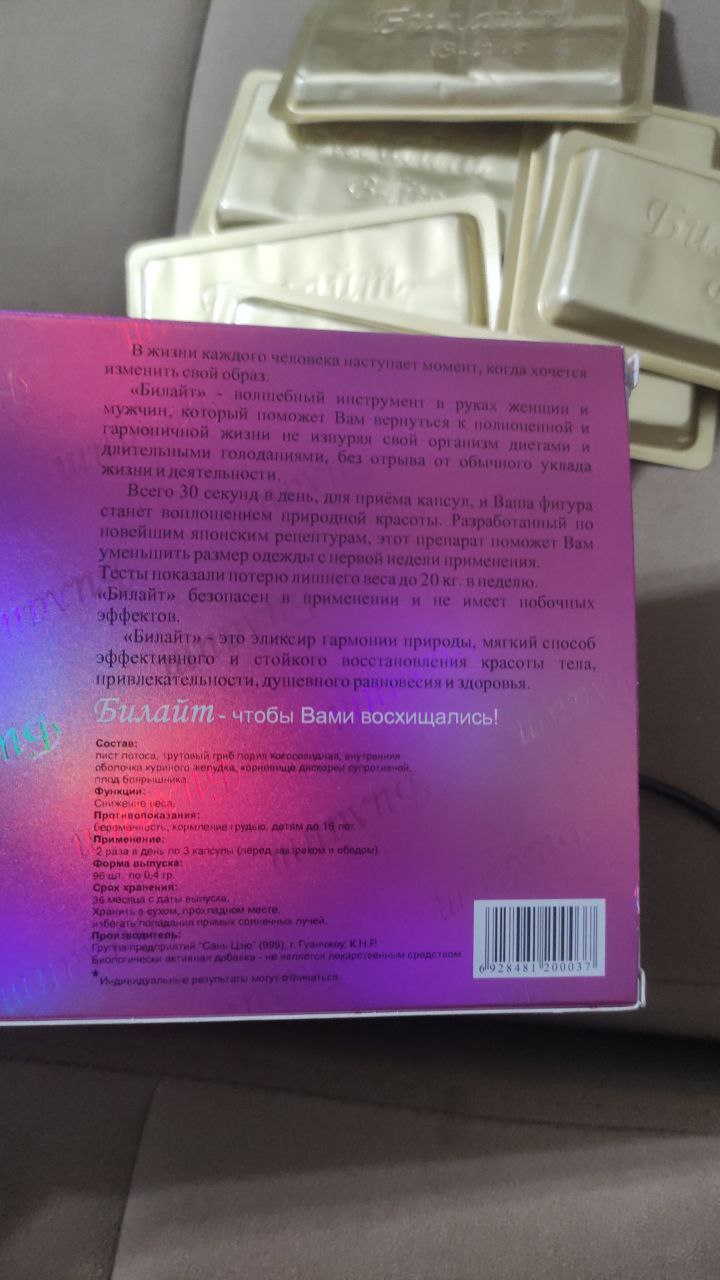 Билайт
Билайт
В жизни каждого человека наступает момент, когда хочется
изменить свой образ.
«Билайт» - волшебный инструмент в руках женщин и
мужчин, который поможет Вам вернуться к полноценной и
гармоничной жизни не изнуряя свой организм диетами и
длительными голоданиями, без отрыва от обычного уклада
жизни и деятельности.
Всего 30 секунд в день, для приёма капсул, и Ваша фигура
станет воплощением природной красоты. Разработанный по
новейшим японским рецептурам, этот препарат поможет Вам
уменьшить размер одежды с первой недели применения.
Тесты показали потерю лишнего веса до 20 кг. в неделю.
«Билайт» безопасен в применении и не имеет побочных
эффектов.
«Билайт» - это эликсир гармонии природы, мягкий способ
эффективного и стойкого восстановления красоты тела,
привлекательности, душевного равновесия и здоровья.
Билайт - чтобы Вами восхищались!
Состав:
лист лотоса, трутовый гриб пория кокосовидная, внутренняя
оболочка куриного желудка, корневище дискореи супротивной,
плод боярышника.
Функции:
Снижение веса.
Противопоказания:
беременность, кормление грудью, детям до 16 лет.
Применение:
2 раза в день по 3 капсулы (перед завтраком и обедом).
Форма выпуска:
96 шт. по 0,4 гр.
Срок хранения:
36 месяца с даты выпуска.
Хранить в сухом, прохладном месте,
избегать попадания прямых солнечных лучей.
Производитель:
Группа предприятий "Сань Цзю" (999), г. Гуанчжоу, К.Н.Р.
Биологически активная добавка - не является лекарственным средством.
*Индивидуальные результаты могут отличаться.
6 928481 200037